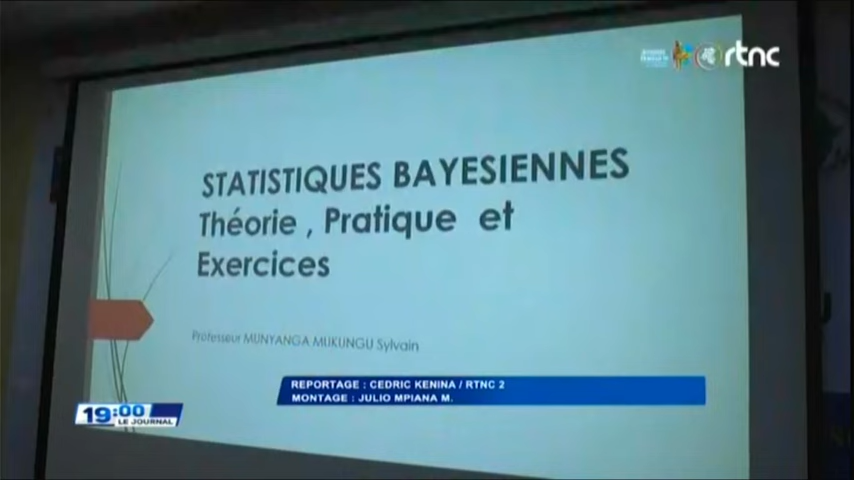 rtnc
STATISTIQUES BAYESIENNES
Théorie , Pratique et
Exercices
Professeur MUNYANGA MUKUNGU Sylvain
REPORTAGE : CEDRIC KENINA / RTNC 2
MONTAGE : JULIO MPIANA M.
19:00
LE JOURNAL